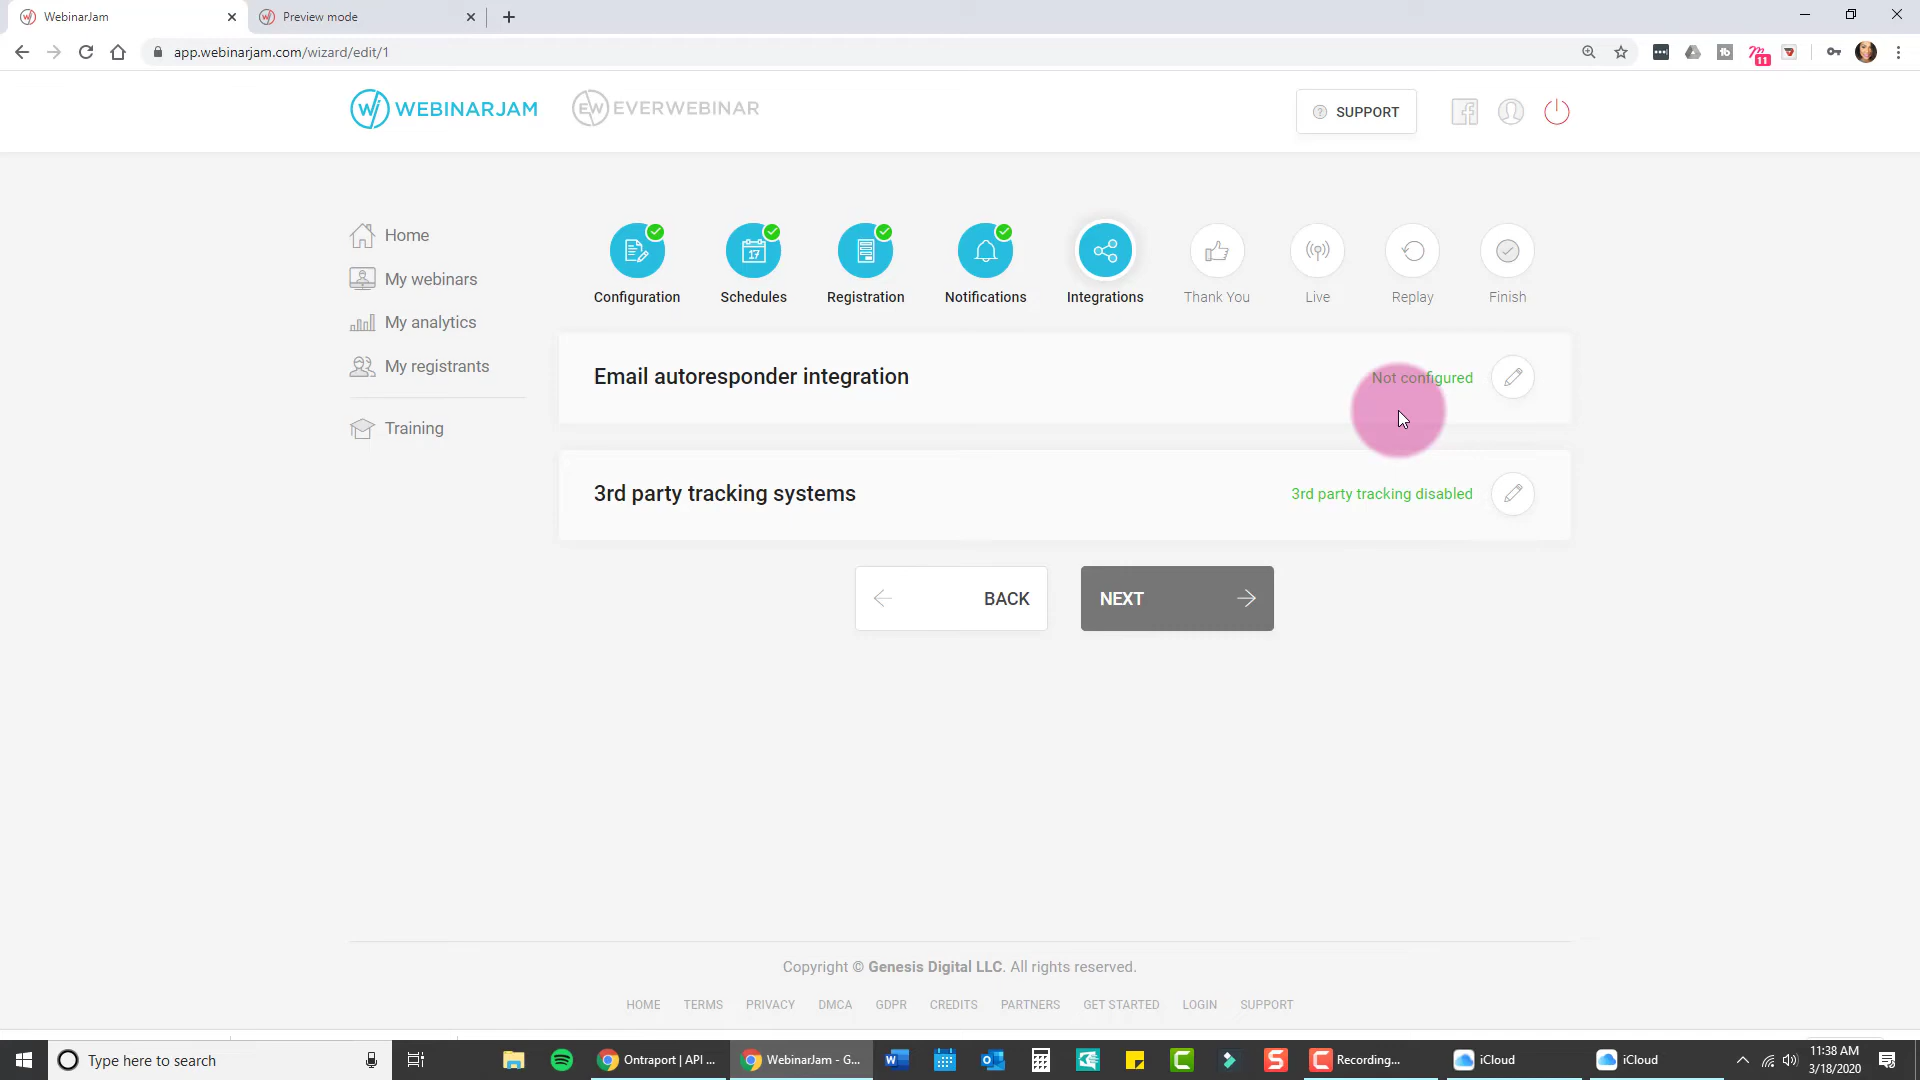 WebinarJam
Preview mode
app.webinarjam.com/wizard/edit/1
11
WEBINARJAM
EVERWEBINAR
SUPPORT
Home
My webinars
My analytics
My registrants
Training
17
Configuration
Schedules
Registration
Notifications
Integrations
Thank You
Live
Replay
Finish
Email autoresponder integration
Not configured
3rd party tracking systems
3rd party tracking disabled
BACK
NEXT
Copyright © Genesis Digital LLC. All rights reserved.
HOME TERMS PRIVACY DMCA GDPR CREDITS PARTNERS GET STARTED LOGIN SUPPORT
Type here to search
Ontraport | API ...
WebinarJam - G...
Recording...
iCloud
iCloud
11:38 AM
3/18/2020